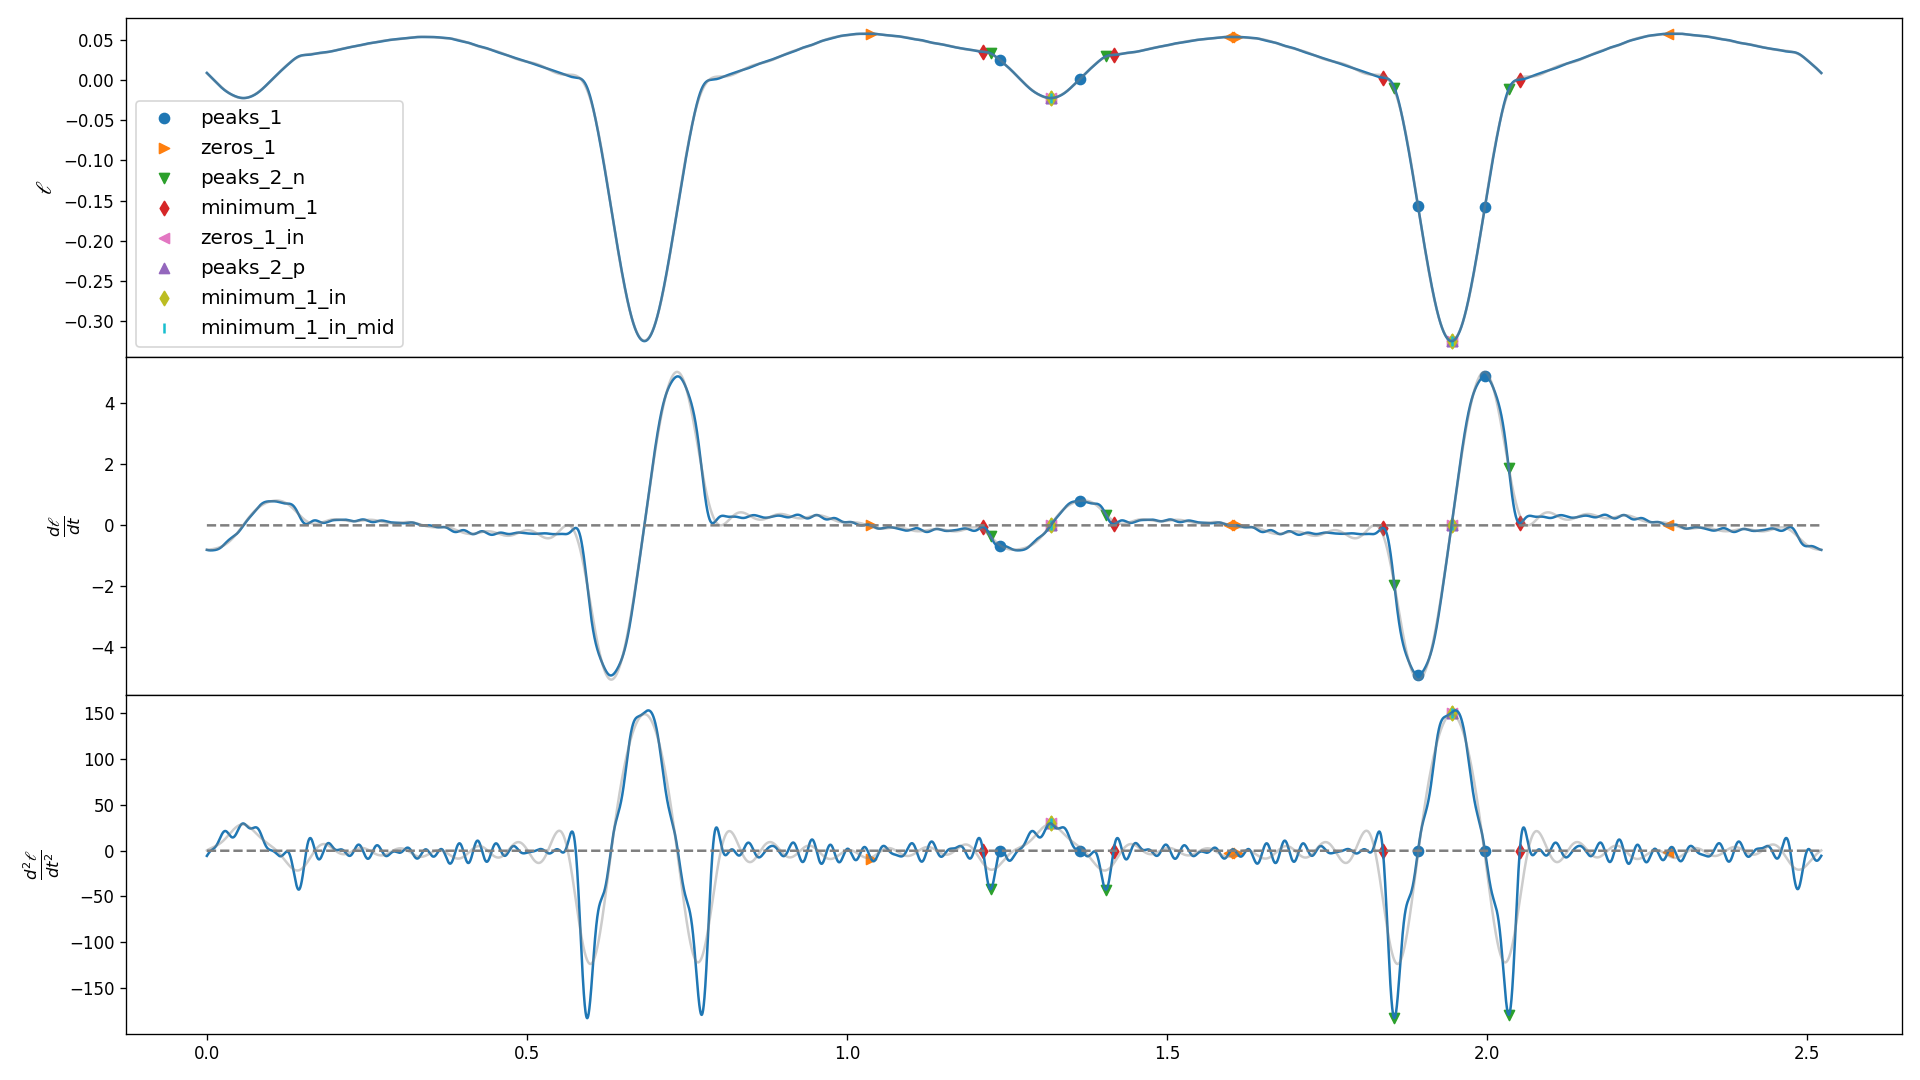 0.05
0.00
−0.05
−0.10
−0.15
−0.20
−0.25
−0.30
ℓ
peaks_1
zeros_1
peaks_2_n
minimum_1
zeros_1_in
peaks_2_p
minimum_1_in
minimum_1_in_mid
4
2
0
−2
−4
dℓ
dt
150
100
50
0
−50
−100
−150
d²ℓ
dt²
0.0 0.5 1.0 1.5 2.0 2.5